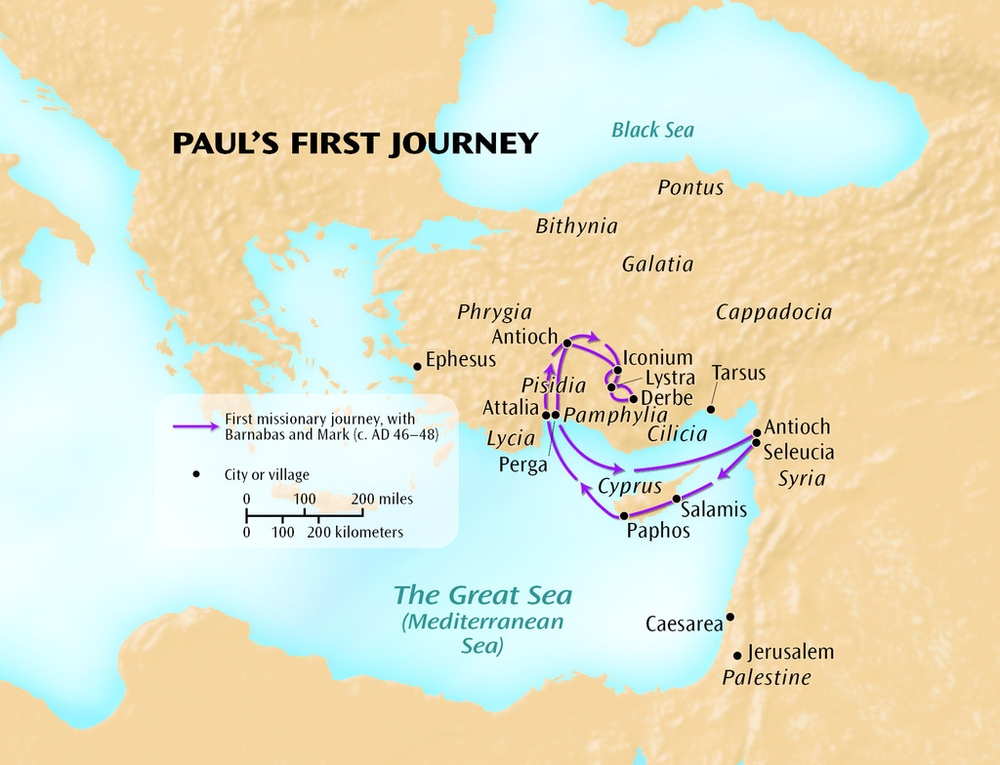 PAUL'S FIRST JOURNEY
Black Sea
Pontus
Bithynia
Galatia
Phrygia
Cappadocia
Antioch
Ephesus
Iconium
Lystra
Tarsus
Pisidia
Derbe
Attalia
Pamphylia
Cilicia
Antioch
Lycia
Seleucia
Perga
Syria
Cyprus
Salamis
Paphos
First missionary journey, with
Barnabas and Mark (c. AD 46–48)
City or village
0 100 200 miles
0 100 200 kilometers
The Great Sea
(Mediterranean
Sea)
Caesarea
Jerusalem
Palestine